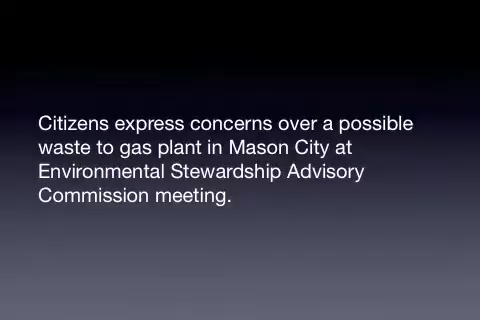 Citizens express concerns over a possible
waste to gas plant in Mason City at
Environmental Stewardship Advisory
Commission meeting.